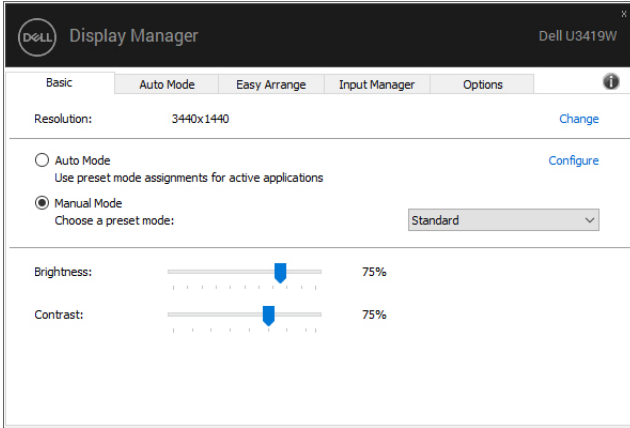 x
DELL Display Manager Dell U3419W
Basic Auto Mode Easy Arrange Input Manager Options i
Resolution: 3440x1440 Change
Auto Mode Configure
Use preset mode assignments for active applications
Manual Mode
Choose a preset mode: Standard
Brightness: 75%
Contrast: 75%